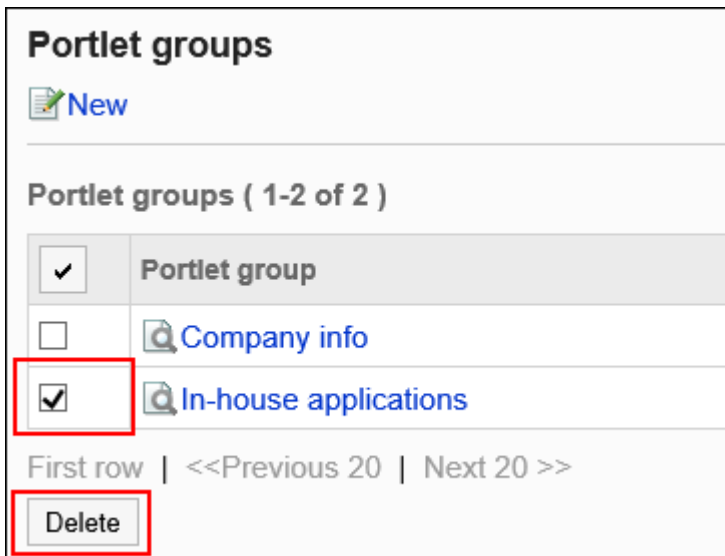 Portlet groups
New
Portlet groups ( 1-2 of 2 )
Portlet group
Company info
In-house applications
First row | <<Previous 20 | Next 20 >>
Delete